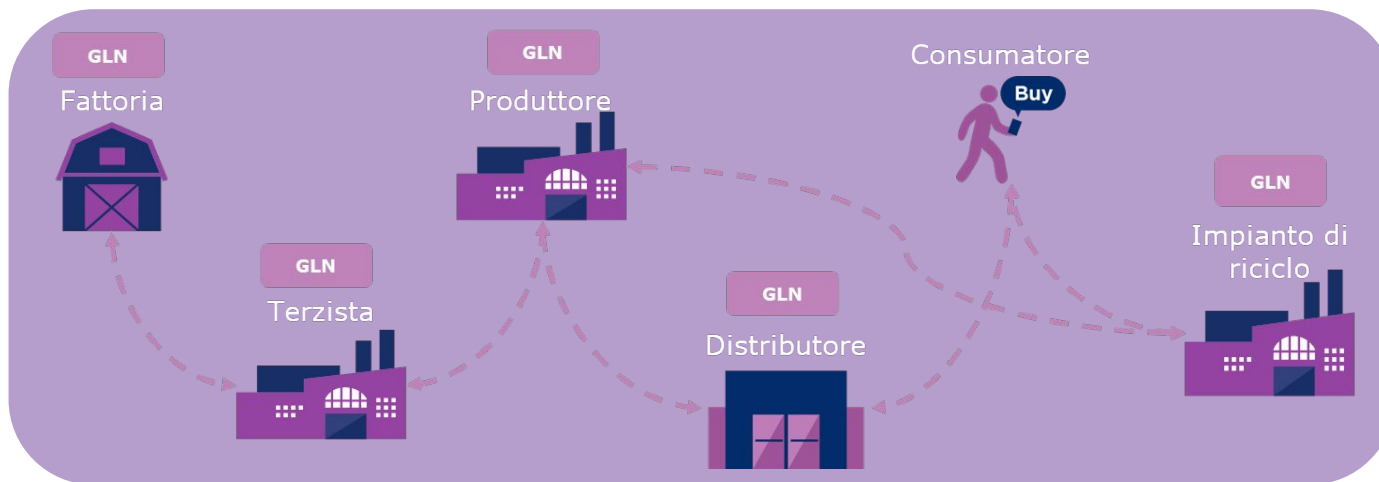 GLN
Fattoria
GLN
Terzista
GLN
Produttore
GLN
Distributore
Consumatore
Buy
GLN
Impianto di
riciclo